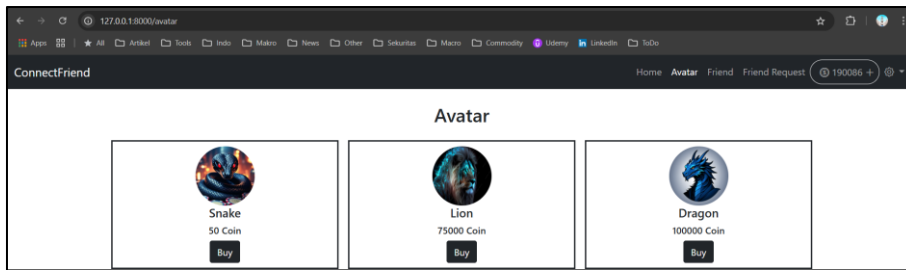 127.0.0.1:8000/avatar
Apps All Artikel Tools Indo Makro News Other Sekuritas Macro Commodity Udemy LinkedIn ToDo
ConnectFriend Home Avatar Friend Friend Request 190086 +
Avatar
Snake Lion Dragon
50 Coin 75000 Coin 100000 Coin
Buy Buy Buy